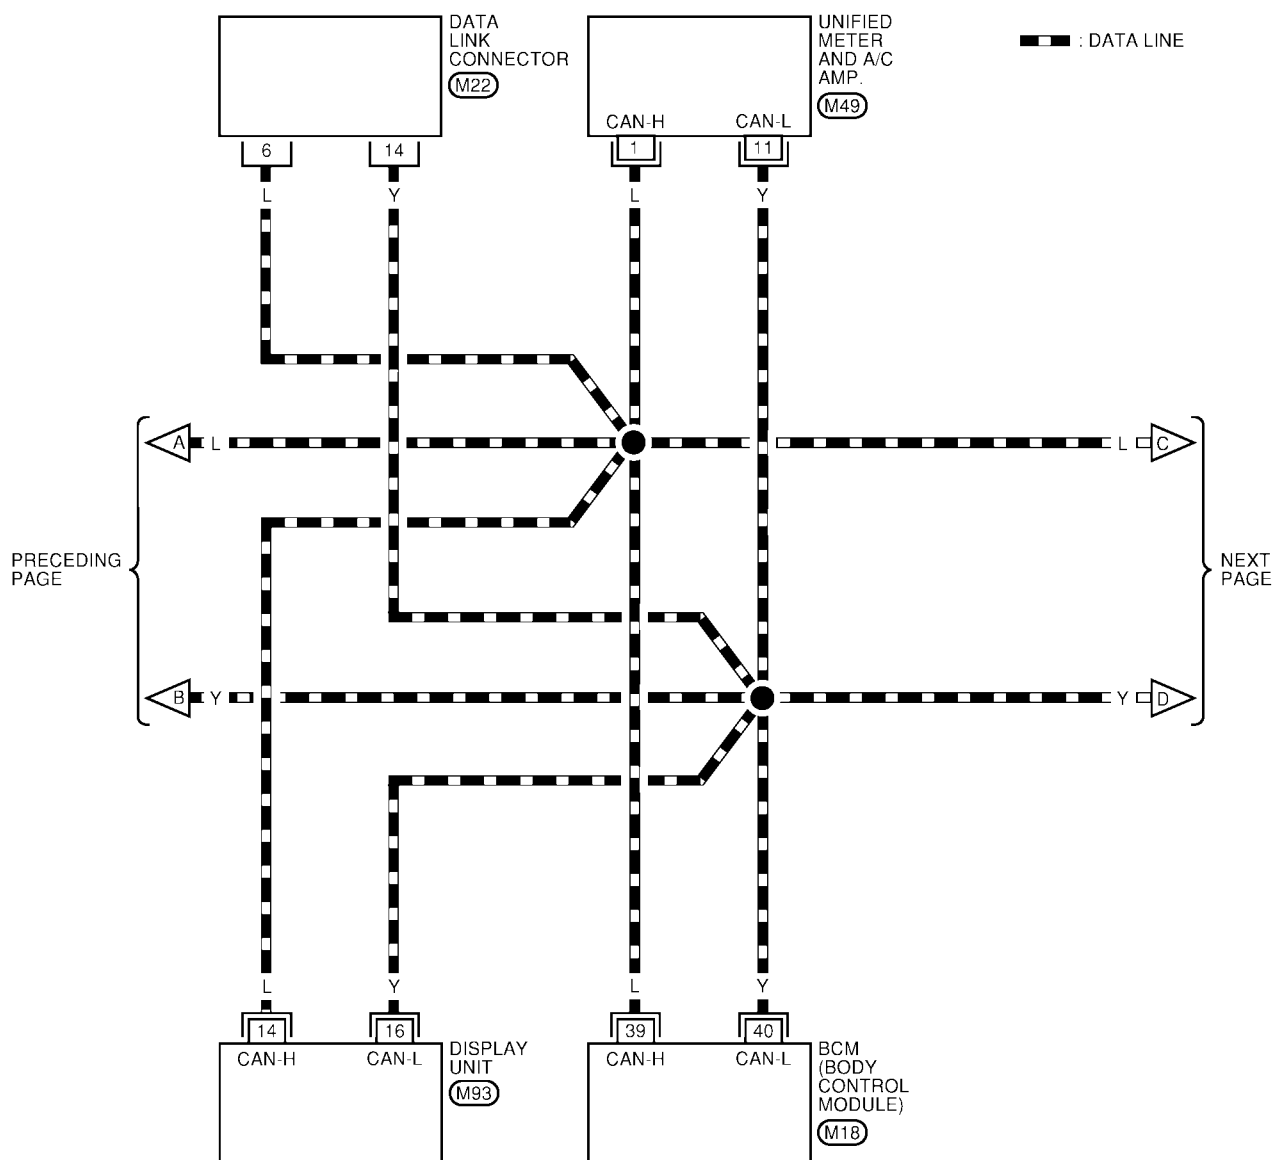 DATA
LINK
CONNECTOR
M22
UNIFIED
METER
AND A/C
AMP.
M49
: DATA LINE
CAN-H
CAN-L
6
14
1
11
L
Y
L
Y
A
L
L
C
PRECEDING
PAGE
NEXT
PAGE
B
Y
Y
D
L
Y
L
Y
14
16
39
40
CAN-H
CAN-L
DISPLAY
UNIT
M93
CAN-H
CAN-L
BCM
(BODY
CONTROL
MODULE)
M18